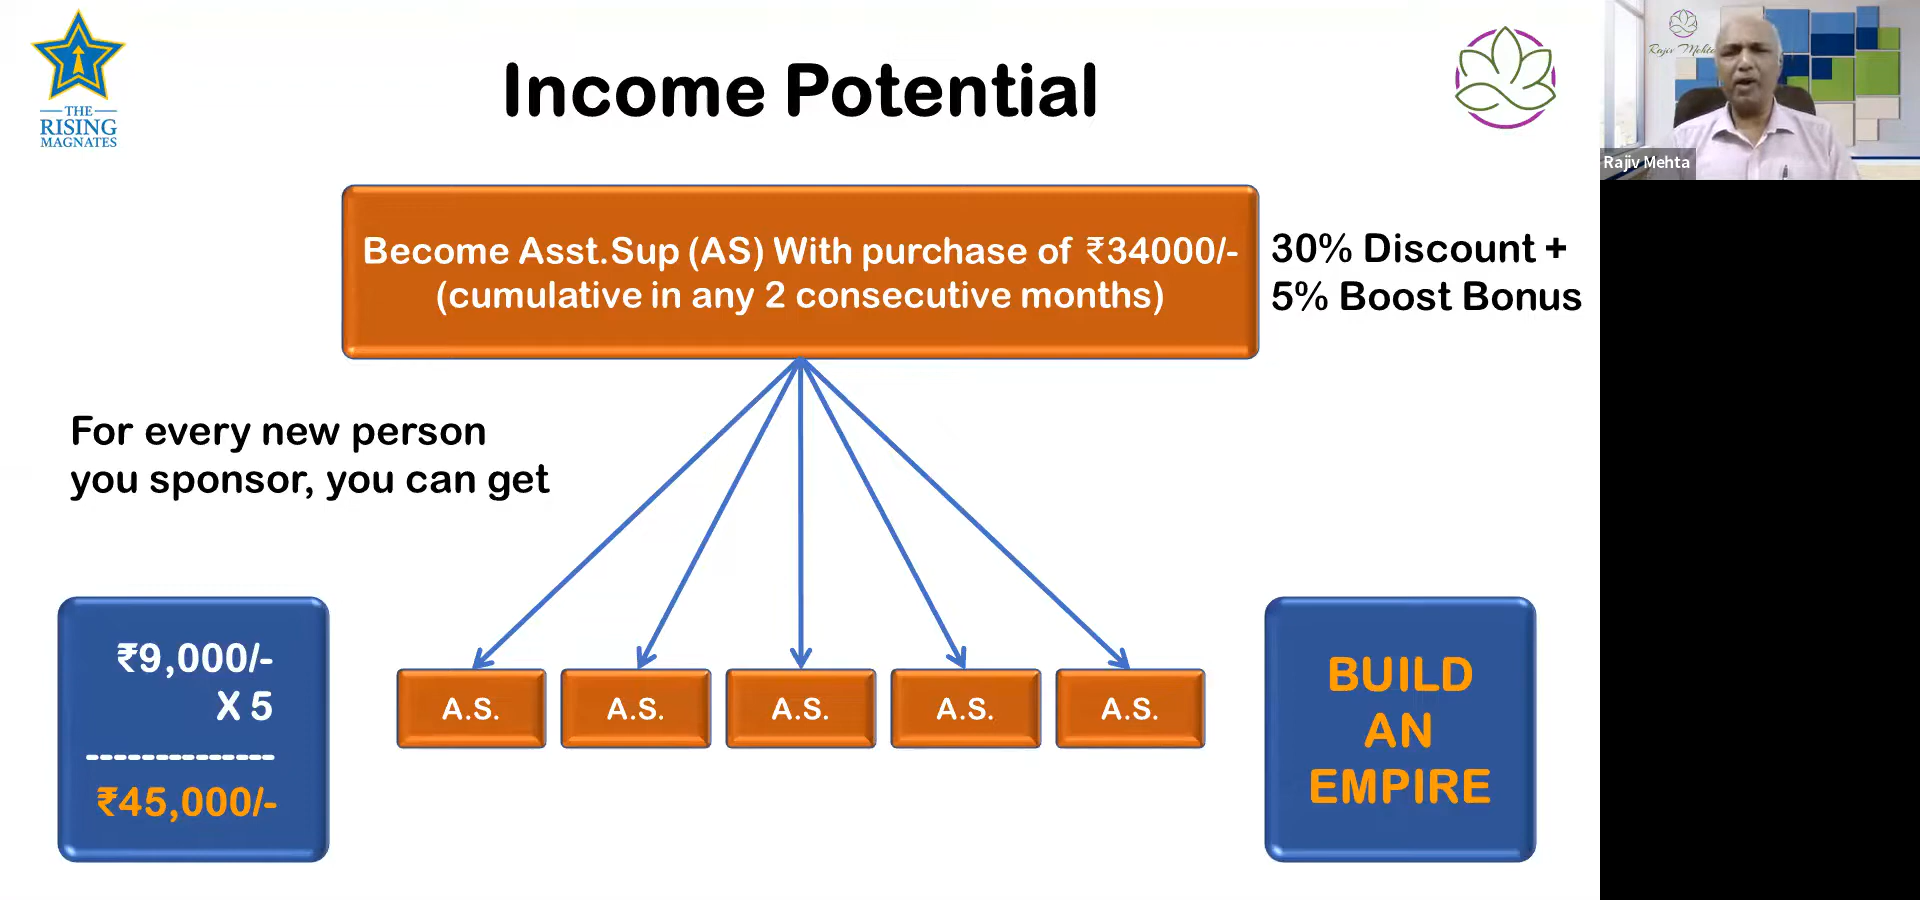 THE
RISING
MAGNATES
Income Potential
Rajiv Mehta
Rajiv Mehta
Become Asst.Sup (AS) With purchase of ₹34000/-
(cumulative in any 2 consecutive months)
30% Discount +
5% Boost Bonus
For every new person
you sponsor, you can get
₹9,000/-
X 5
--------------
₹45,000/-
A.S.
A.S.
A.S.
A.S.
A.S.
BUILD
AN
EMPIRE